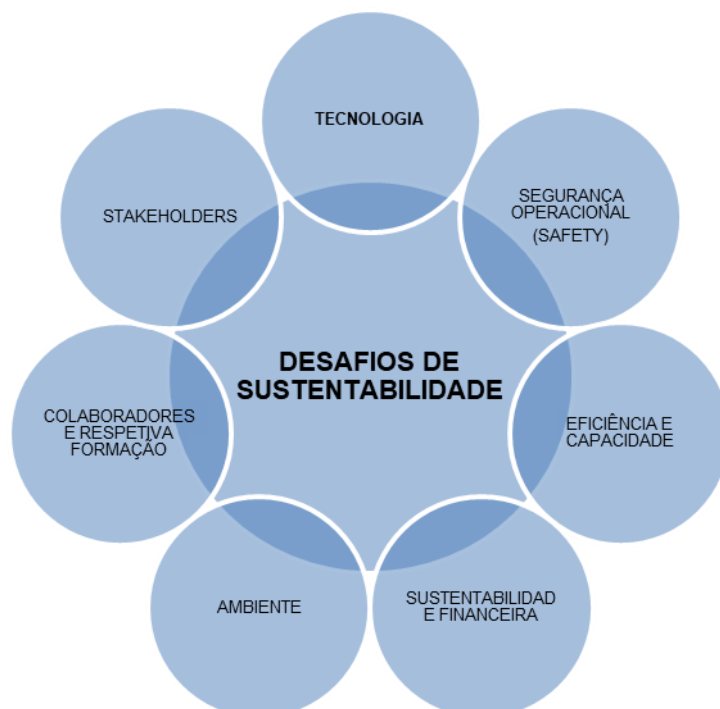 TECNOLOGIA
SEGURANÇA
OPERACIONAL
(SAFETY)
EFICIÊNCIA E
CAPACIDADE
SUSTENTABILIDAD
E FINANCEIRA
AMBIENTE
COLABORADORES
E RESPETIVA
FORMAÇÃO
STAKEHOLDERS
DESAFIOS DE
SUSTENTABILIDADE